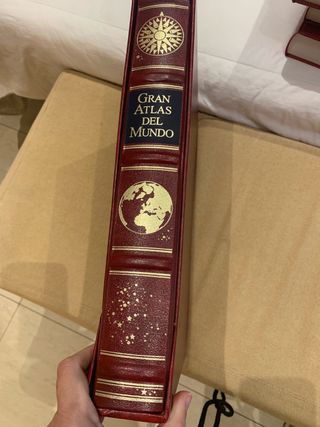 GRAN
ATLAS
DEL
MUNDO